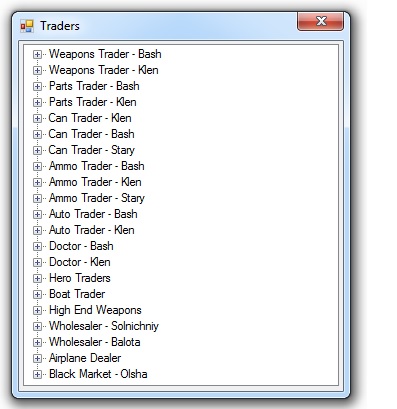 Traders
Weapons Trader - Bash
Weapons Trader - Klen
Parts Trader - Bash
Parts Trader - Klen
Can Trader - Klen
Can Trader - Bash
Can Trader - Stary
Ammo Trader - Bash
Ammo Trader - Klen
Ammo Trader - Stary
Auto Trader - Bash
Auto Trader - Klen
Doctor - Bash
Doctor - Klen
Hero Traders
Boat Trader
High End Weapons
Wholesaler - Solnichniy
Wholesaler - Balota
Airplane Dealer
Black Market - Olsha